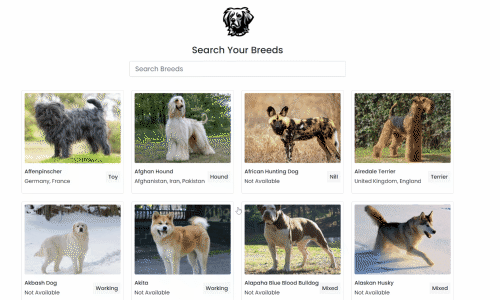 Search Your Breeds
Search Breeds
Affenpinscher
Germany, France
Toy
Afghan Hound
Afghanistan, Iran, Pakistan
Hound
African Hunting Dog
Not Available
Nill
Airedale Terrier
United Kingdom, England
Terrier
Akbash Dog
Not Available
Working
Akita
Not Available
Working
Alapaha Blue Blood Bulldog
Not Available
Mixed
Alaskan Husky
Not Available
Mixed